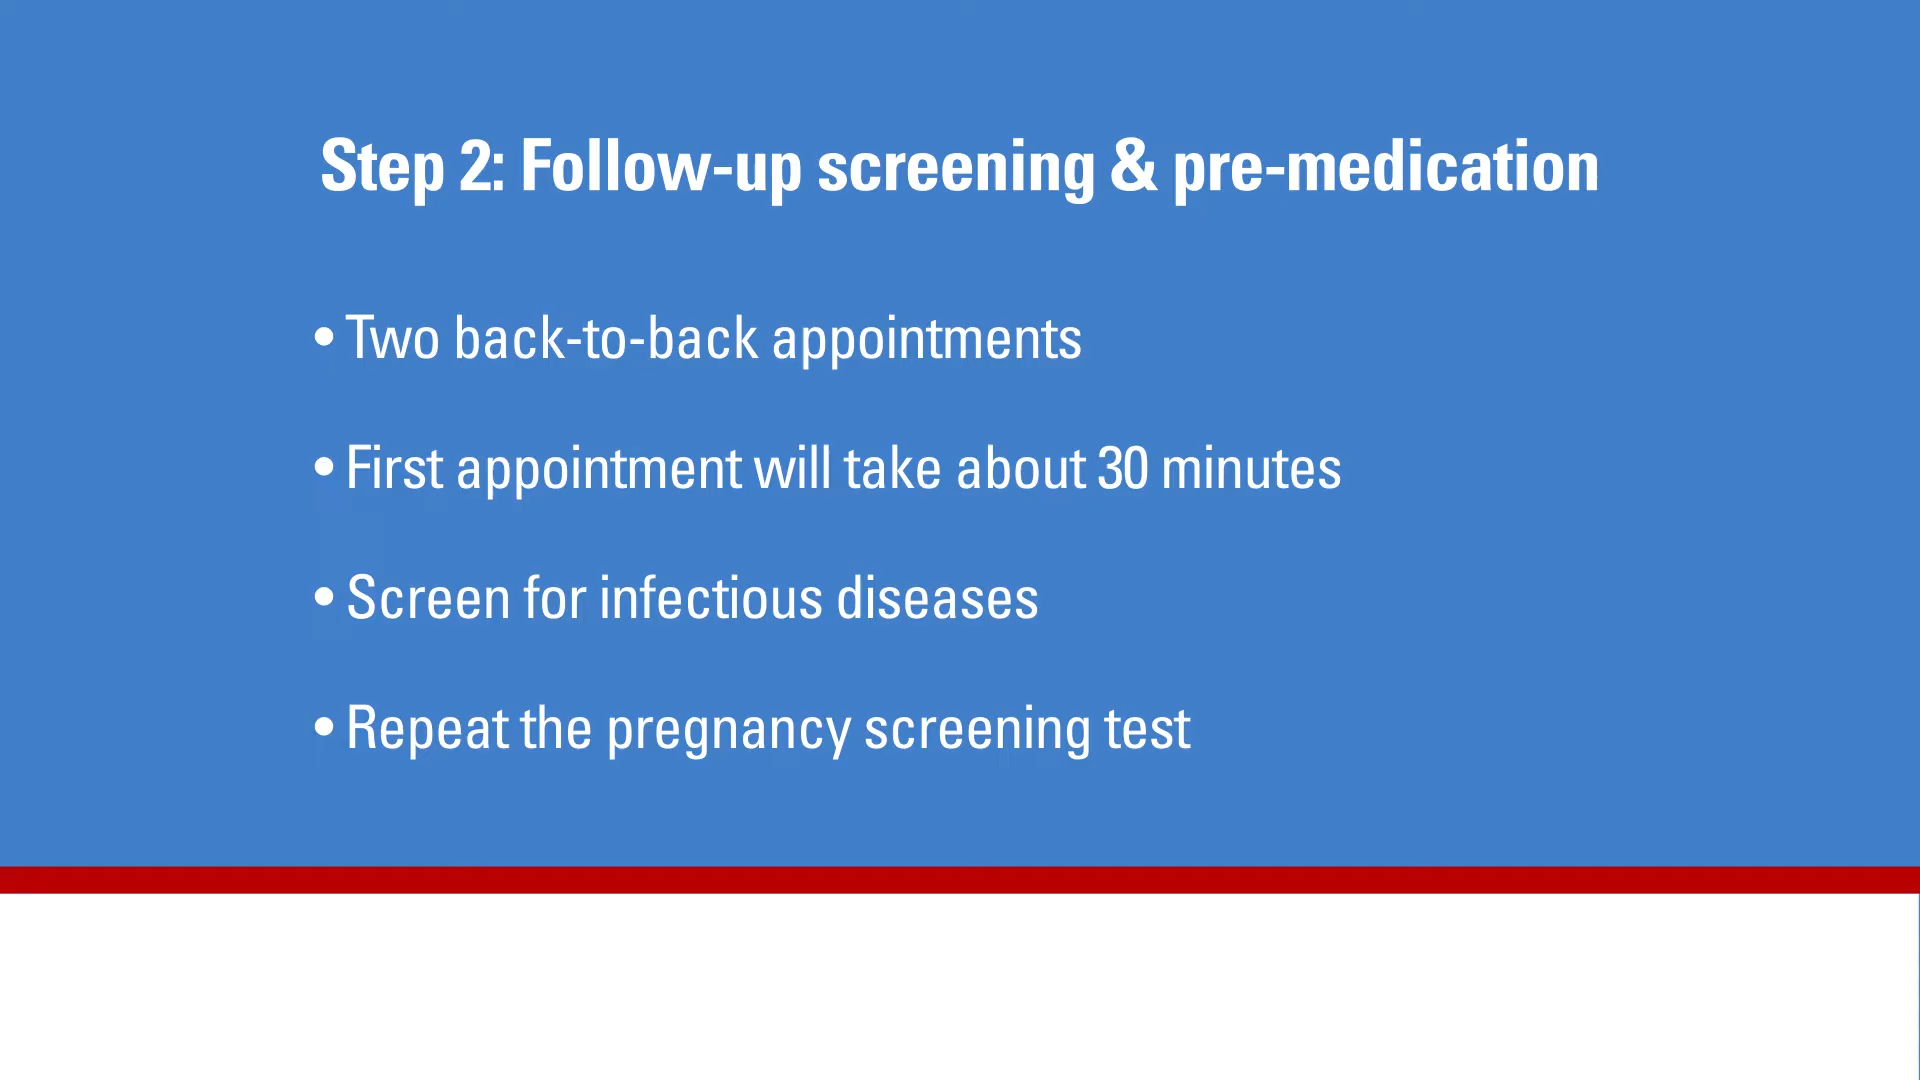 Step 2: Follow-up screening & pre-medication
• Two back-to-back appointments
• First appointment will take about 30 minutes
• Screen for infectious diseases
• Repeat the pregnancy screening test